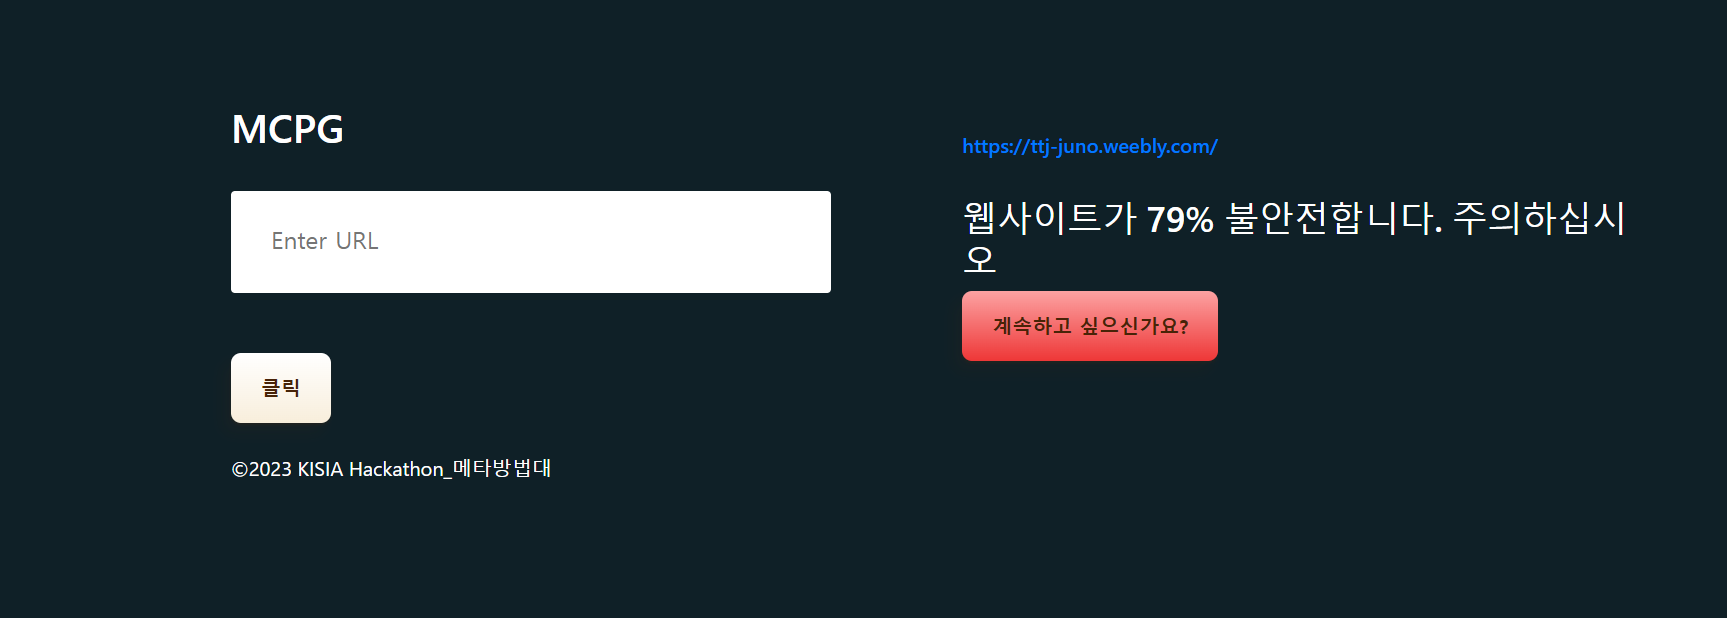 MCPG
Enter URL
클릭
©2023 KISIA Hackathon_메타방법대
https://ttj-juno.weebly.com/
웹사이트가 79% 불안전합니다. 주의하십시
오
계속하고 싶으신가요?